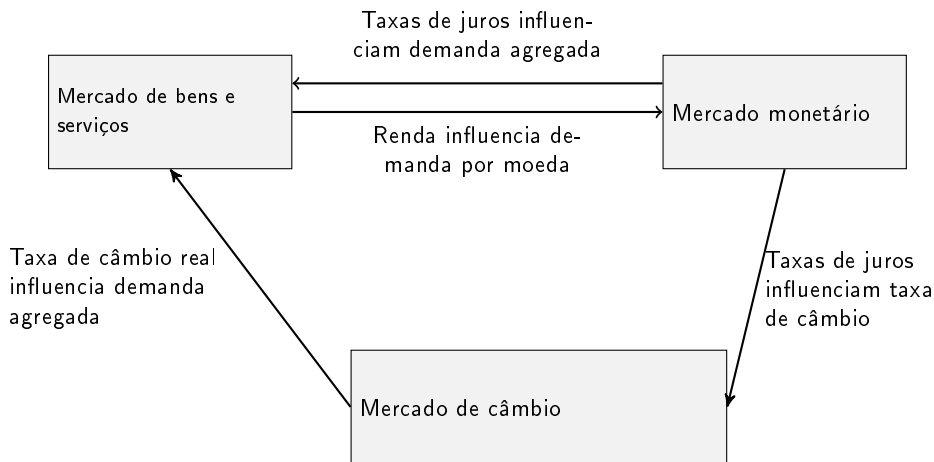 Taxas de juros influen-
ciam demanda agregada
Mercado de bens e
serviços
Mercado monetário
Renda influencia de-
manda por moeda
Taxa de câmbio real
influencia demanda
agregada
Taxas de juros
influenciam taxa
de câmbio
Mercado de câmbio